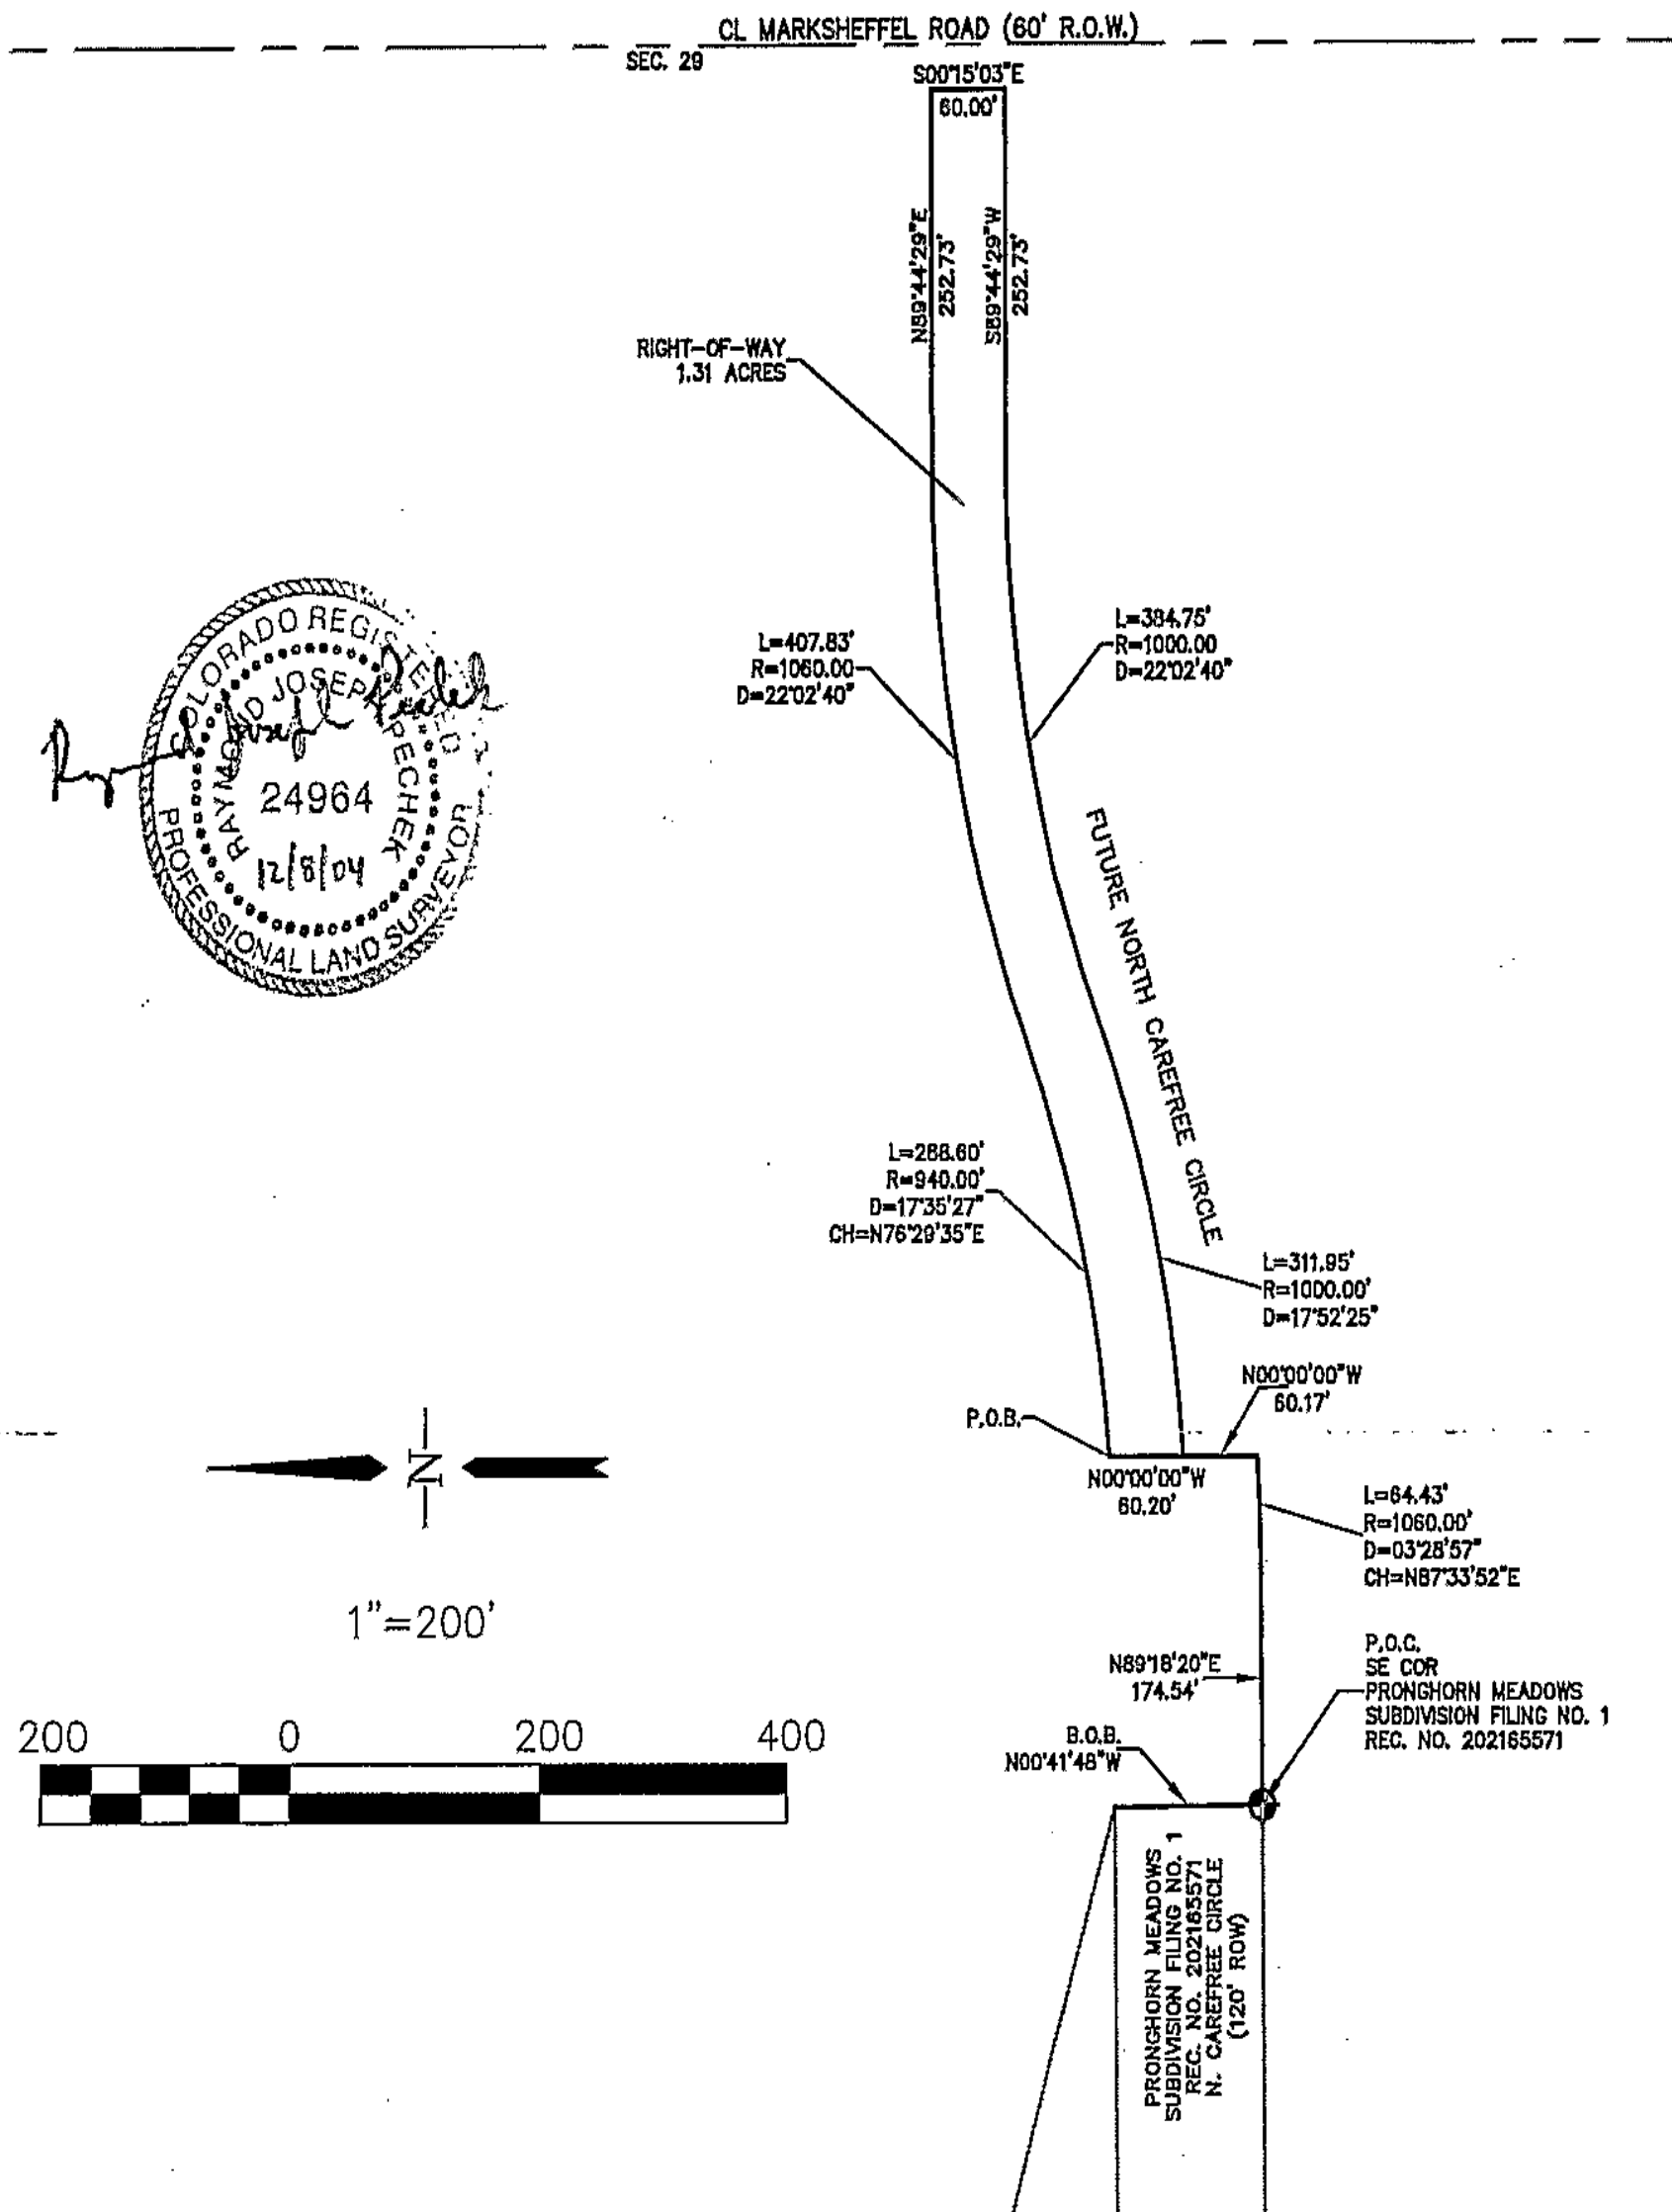 CL MARKSHEFFEL ROAD (60' R.O.W.)
SEC. 29
S00°15'03"E
60.00'
N89°44'29"E
252.73'
S89°44'29"W
252.73'
RIGHT-OF-WAY
1.31 ACRES
L=384.75'
R=1000.00
D=22°02'40"
L=407.83'
R=1060.00
D=22°02'40"
COLORADO REGISTERED
RAYMOND JOSEPH PECHEK
24964
12/8/04
PROFESSIONAL LAND SURVEYOR
FUTURE NORTH CAREFREE CIRCLE
L=288.60'
R=940.00'
D=17°35'27"
CH=N76°29'35"E
L=311.95'
R=1000.00'
D=17°52'25"
N00°00'00"W
60.17'
P.O.B.
N00°00'00"W
60.20'
N
L=64.43'
R=1060.00'
D=03°28'57"
CH=N87°33'52"E
1"=200'
N89°18'20"E
174.54'
P.O.C.
SE COR
PRONGHORN MEADOWS
SUBDIVISION FILING NO. 1
REC. NO. 202165571
200 0 200 400
B.O.B.
N00°41'48"W
PRONGHORN MEADOWS
SUBDIVISION FILING NO. 1
REC. NO. 202165571
N. CAREFREE CIRCLE
(120' ROW)